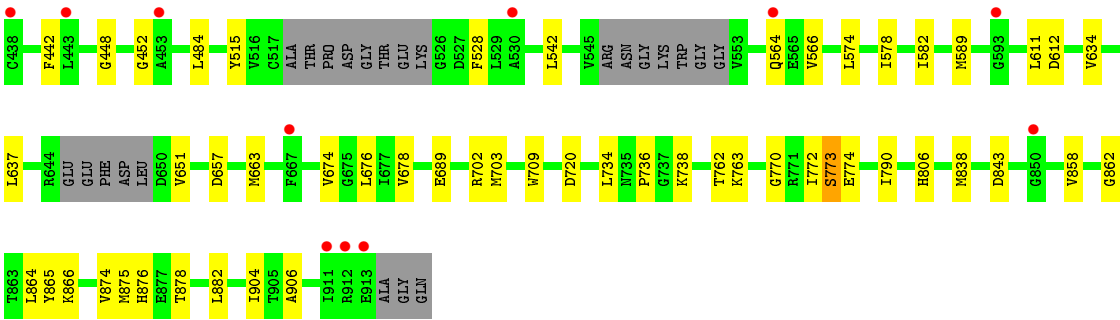 C438 F442 L443 G448 G452 A453 L484 Y515 V516 C517 ALA THR PRO ASP GLY THR GLU LYS G526 D527 F528 L529 A530 L542 V545 ARG ASN GLY LYS TRP GLY GLY V553 Q564 E565 V566 L574 I578 I582 M589 G593 L611 D612 V634
L637 R644 GLU GLU PHE ASP LEU D650 V651 D657 M663 F667 V674 G675 L676 I677 V678 E689 R702 M703 W709 D720 L734 N735 P736 G737 K738 T762 K763 G770 R771 I772 S773 E774 I790 H806 M838 D843 G850 V858 G862
T863 L864 Y865 K866 V874 M875 H876 E877 T878 L882 I904 T905 A906 I911 R912 E913 ALA GLY GLN